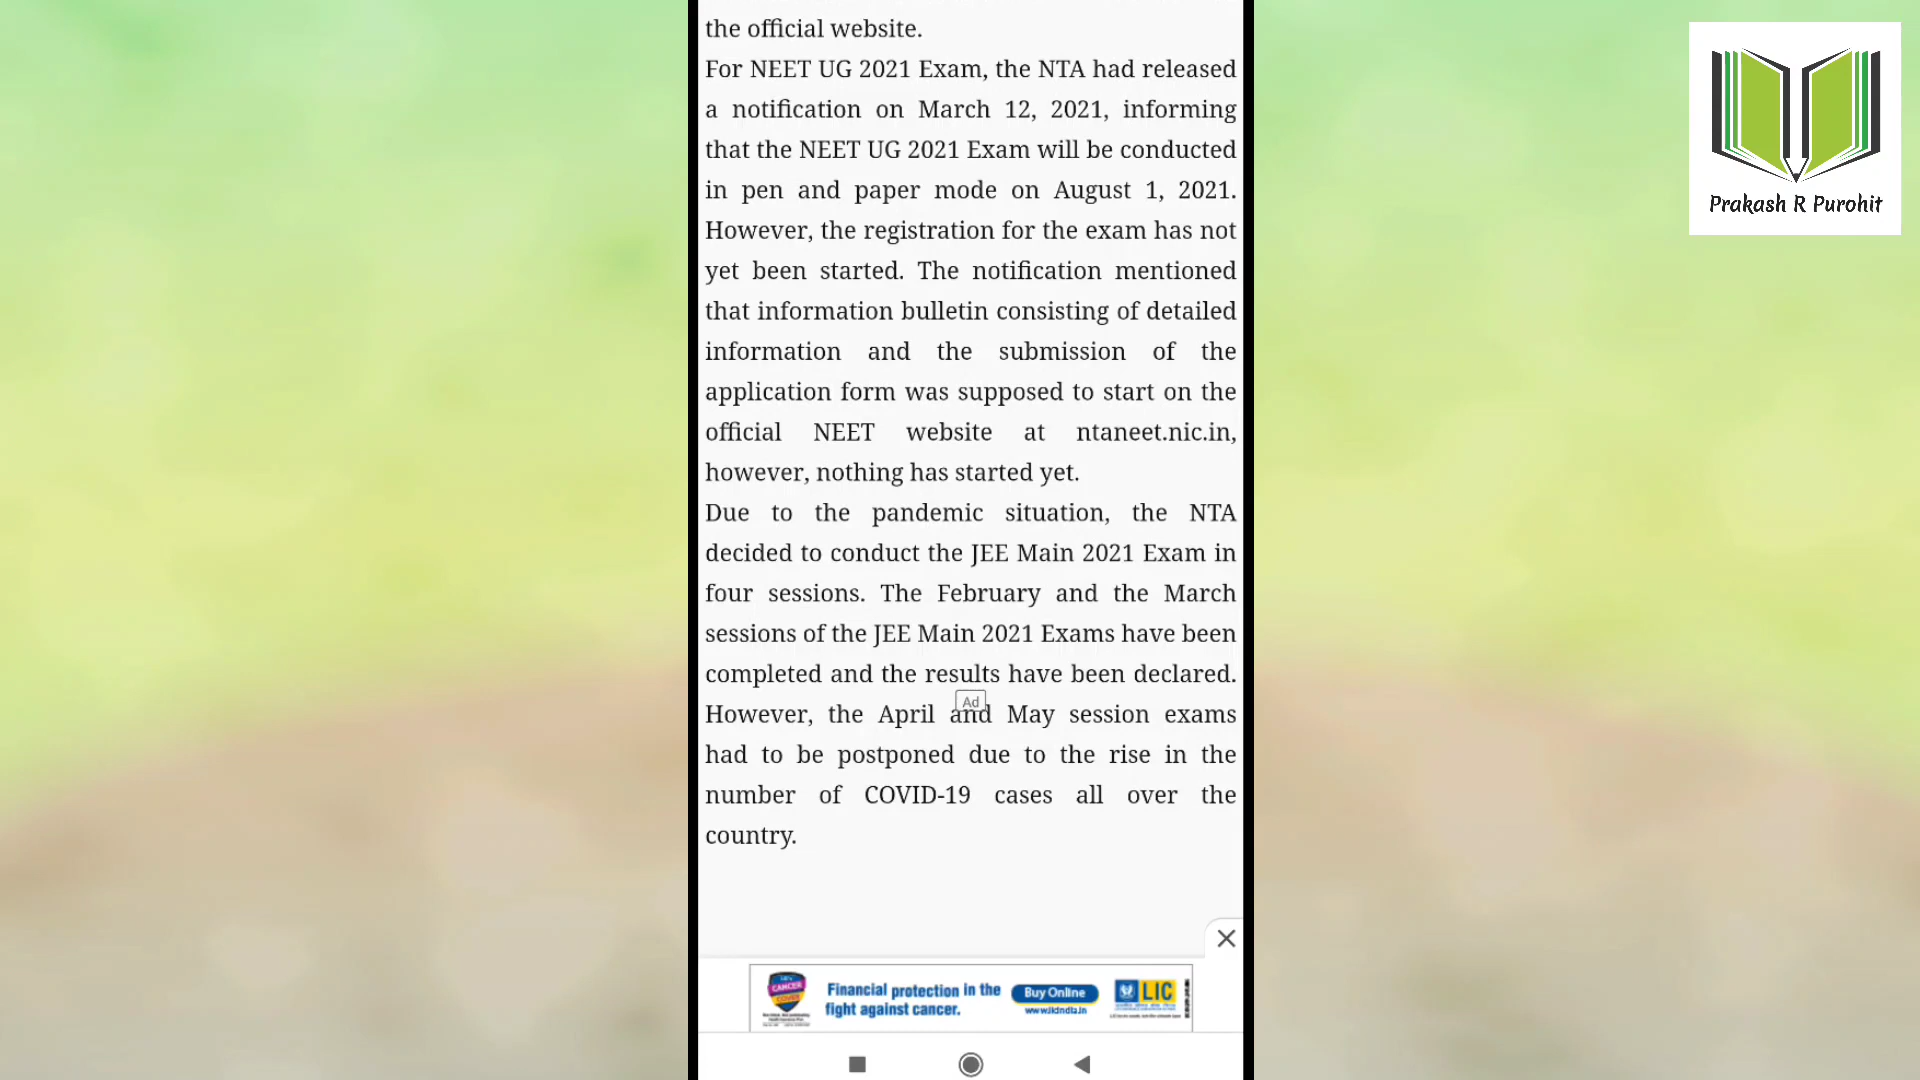 the official website.
For NEET UG 2021 Exam, the NTA had released
a notification on March 12, 2021, informing
that the NEET UG 2021 Exam will be conducted
in pen and paper mode on August 1, 2021.
However, the registration for the exam has not
yet been started. The notification mentioned
that information bulletin consisting of detailed
information and the submission of the
application form was supposed to start on the
official NEET website at ntaneet.nic.in,
however, nothing has started yet.
Due to the pandemic situation, the NTA
decided to conduct the JEE Main 2021 Exam in
four sessions. The February and the March
sessions of the JEE Main 2021 Exams have been
completed and the results have been declared.
Ad
However, the April and May session exams
had to be postponed due to the rise in the
number of COVID-19 cases all over the
country.
Prakash R Purohit
CANCER
COVER
Financial protection in the
fight against cancer.
Buy Online
www.licindia.in
LIC